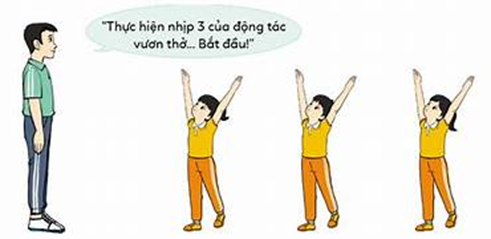 "Thực hiện nhịp 3 của động tác
vươn thở... Bắt đầu!"